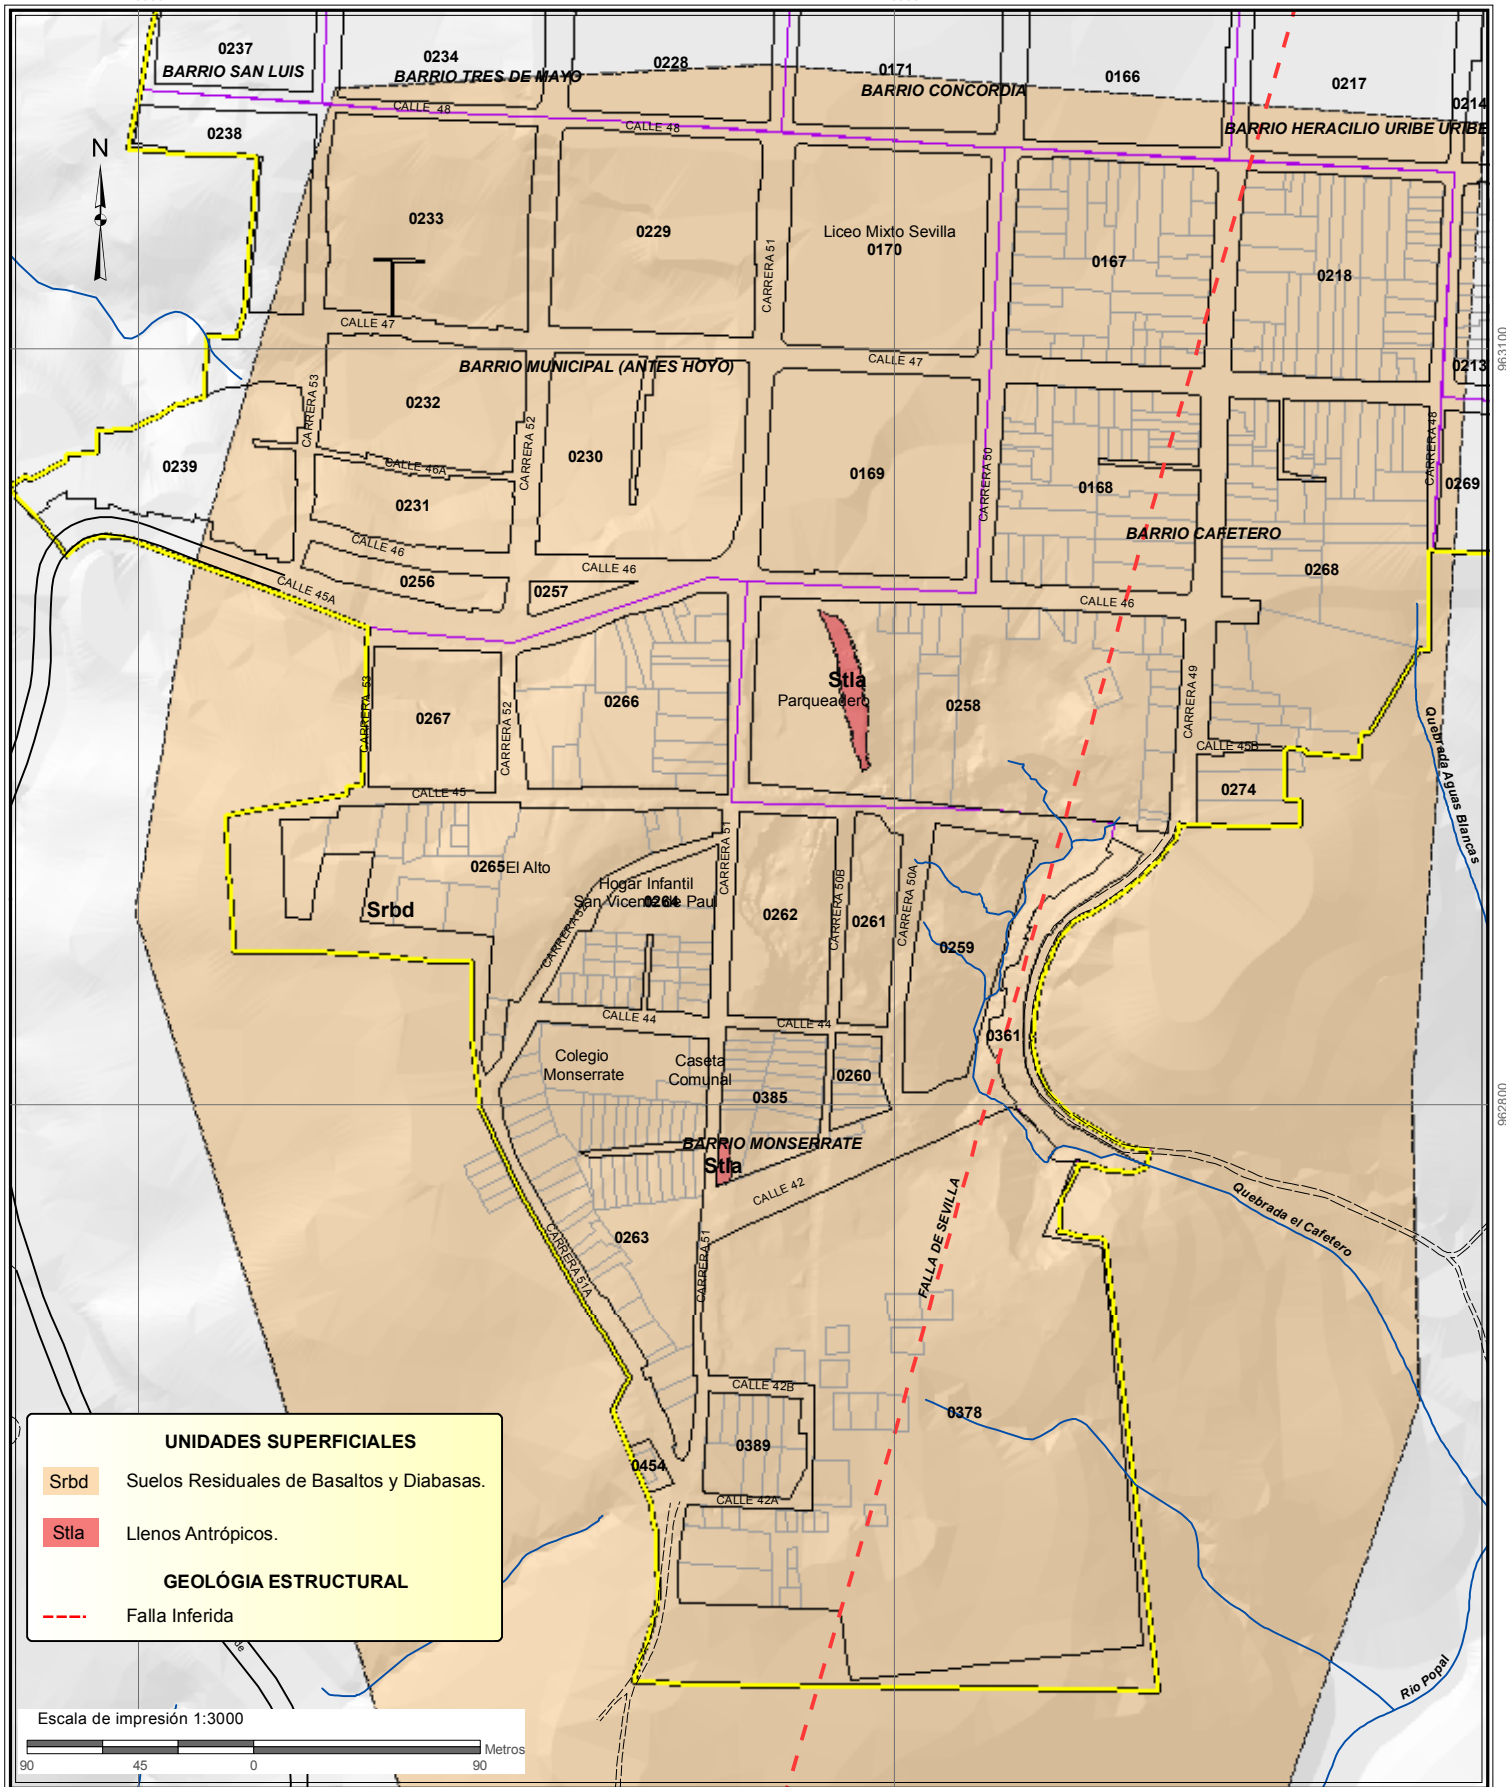 0237
BARRIO SAN LUIS
0234
BARRIO TRES DE MAYO
0228
0171
BARRIO CONCORDIA
0166
0217
0214
BARRIO HERACILIO URIBE URIBE
CALLE 48
CALLE 48
0238
N
0233
0229
CARRERA 51
Liceo Mixto Sevilla
0170
0167
0218
CALLE 47
CALLE 47
963100
0213
BARRIO MUNICIPAL (ANTES HOYO)
CARRERA 53
0232
CARRERA 52
0230
0169
CARRERA 50
0168
CARRERA 48
0269
0239
CALLE 46A
0231
BARRIO CAFETERO
CALLE 46
CALLE 46
0256
0257
CALLE 45A
0268
CALLE 46
Stla
Parqueadero
CARRERA 53
0267
CARRERA 52
0266
0258
CARRERA 49
CALLE 45B
0274
Quebrada Aguas Blancas
CALLE 45
0265 El Alto
CARRERA 51
Hogar Infantil
San Vicente de Paul
0264
Srbd
CARRERA 52
0262
CARRERA 50B
0261
CARRERA 50A
0259
CALLE 44
CALLE 44
0361
Colegio
Monserrate
Caseta
Comunal
0260
0385
962800
BARRIO MONSERRATE
Stla
CALLE 42
FALLA DE SEVILLA
Quebrada el Cafetero
0263
CARRERA 51A
CARRERA 51
CALLE 42B
0378
0389
0454
CALLE 42A
Rio Popal
UNIDADES SUPERFICIALES
Srbd Suelos Residuales de Basaltos y Diabasas.
Stla Llenos Antrópicos.
GEOLÓGIA ESTRUCTURAL
Falla Inferida
de
Escala de impresión 1:3000
Metros
90 45 0 90